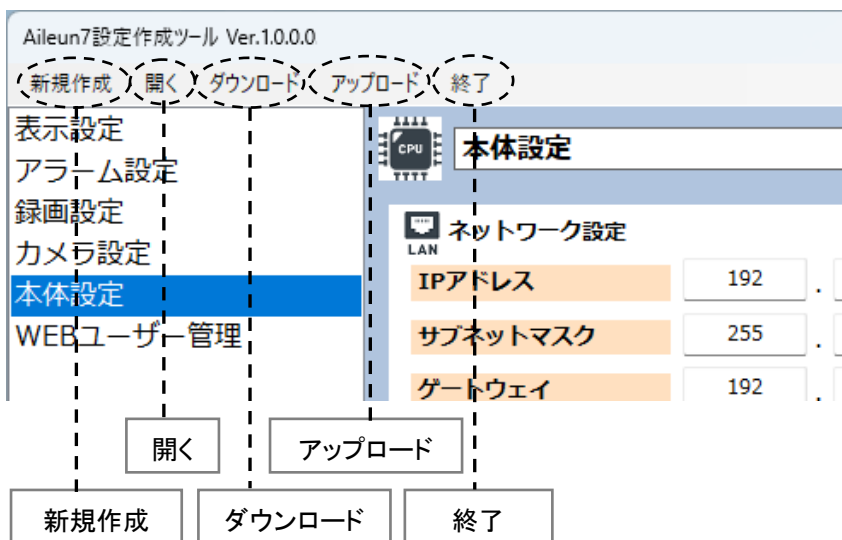 Aileun7設定作成ツール Ver.1.0.0.0
新規作成 開く ダウンロード アップロード 終了
表示設定
アラーム設定
録画設定
カメラ設定
本体設定
WEBユーザー管理
CPU 本体設定
LAN ネットワーク設定
IPアドレス 192 .
サブネットマスク 255 .
ゲートウェイ 192 .
開く アップロード
新規作成 ダウンロード 終了